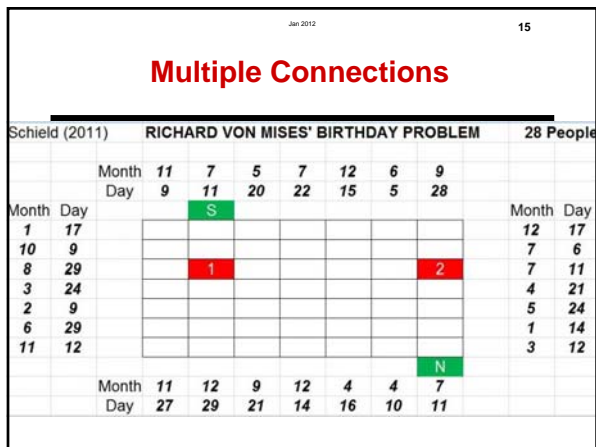 Jan 2012 15
Multiple Connections
Schield (2011) RICHARD VON MISES' BIRTHDAY PROBLEM 28 People
Month 11 7 5 7 12 6 9
Day 9 11 20 22 15 5 28
Month Day S Month Day
1 17 12 17
10 9 7 6
8 29 1 2 7 11
3 24 4 21
2 9 5 24
6 29 1 14
11 12 3 12
N
Month 11 12 9 12 4 4 7
Day 27 29 21 14 16 10 11